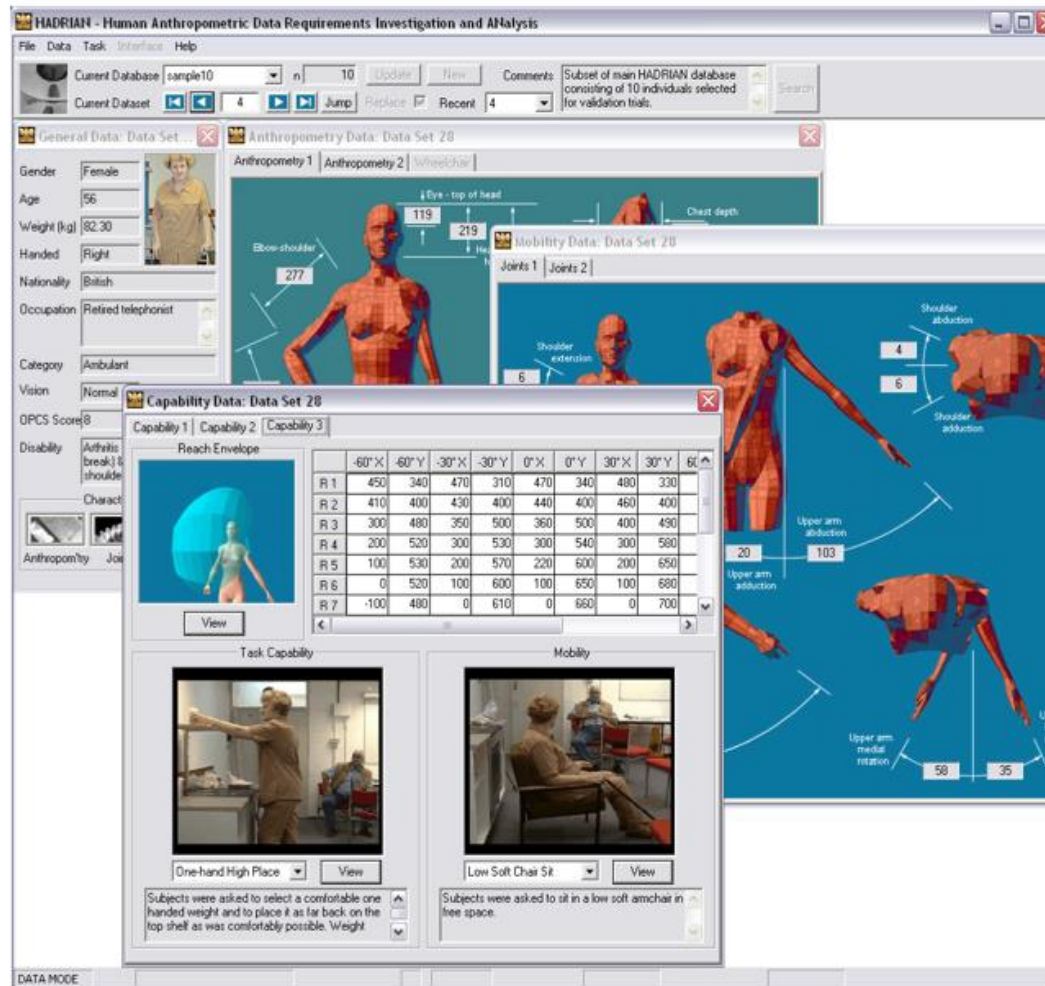 HADRIAN - Human Anthropometric Data Requirements Investigation and ANalysis
File Data Task Interface Help
Current Database sample10 n 10 Update New Comments Subset of main HADRIAN database
consisting of 10 individuals selected
for validation trials.
Search
Current Dataset 4 Jump Replace Recent 4
General Data: Data Set ...
Gender Female
Age 56
Weight (kg) 82.30
Handed Right
Nationality British
Occupation Retired telephonist
Category Ambulant
Vision Normal
OPCS Score 8
Disability Arthritis
break) &
shoulde
Charact
Anthropom'try Joi
Anthropometry Data: Data Set 28
Anthropometry 1 Anthropometry 2 Wheelchair
Eye - top of head
119
219
Chest depth
Elbow-shoulder
277
Mobility Data: Data Set 28
Joints 1 Joints 2
Shoulder
extension
6
Shoulder
abduction
4
6
Shoulder
adduction
Upper arm
abduction
20 103
Upper arm
adduction
Upper arm
medial
rotation
58 35
Capability Data: Data Set 28
Capability 1 Capability 2 Capability 3
Reach Envelope
View
-60° X -60° Y -30° X -30° Y 0° X 0° Y 30° X 30° Y 60
R 1 450 340 470 310 470 340 480 330
R 2 410 400 430 400 440 400 460 400
R 3 300 480 350 500 360 500 400 490
R 4 200 520 300 530 300 540 300 580
R 5 100 530 200 570 220 600 200 650
R 6 0 520 100 600 100 650 100 680
R 7 -100 480 0 610 0 660 0 700
Task Capability
One-hand High Place View
Subjects were asked to select a comfortable one
handed weight and to place it as far back on the
top shelf as was comfortably possible. Weight
Mobility
Low Soft Chair Sit View
Subjects were asked to sit in a low soft armchair in
free space.
DATA MODE